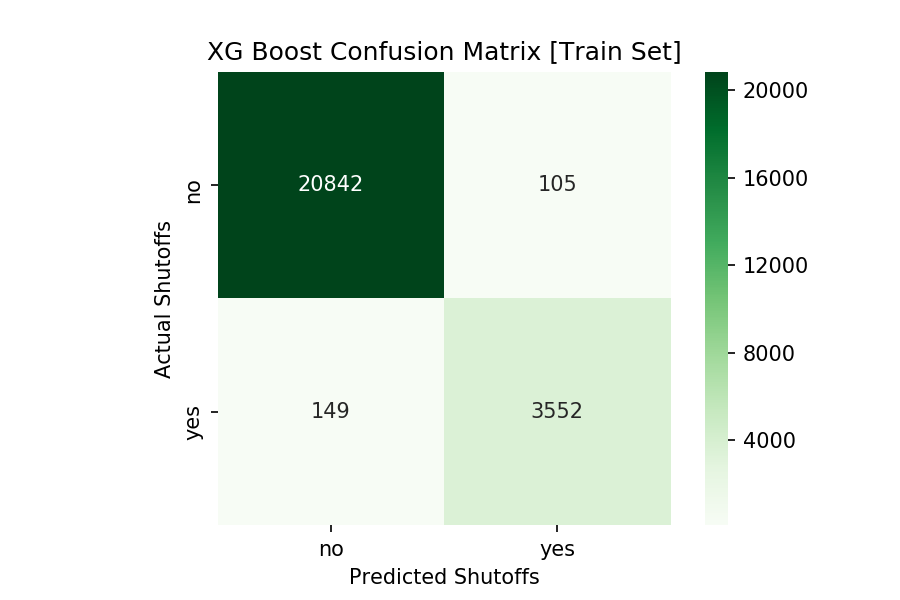 XG Boost Confusion Matrix [Train Set]
20842
105
149
3552
no
yes
Actual Shutoffs
no
yes
Predicted Shutoffs
20000
16000
12000
8000
4000